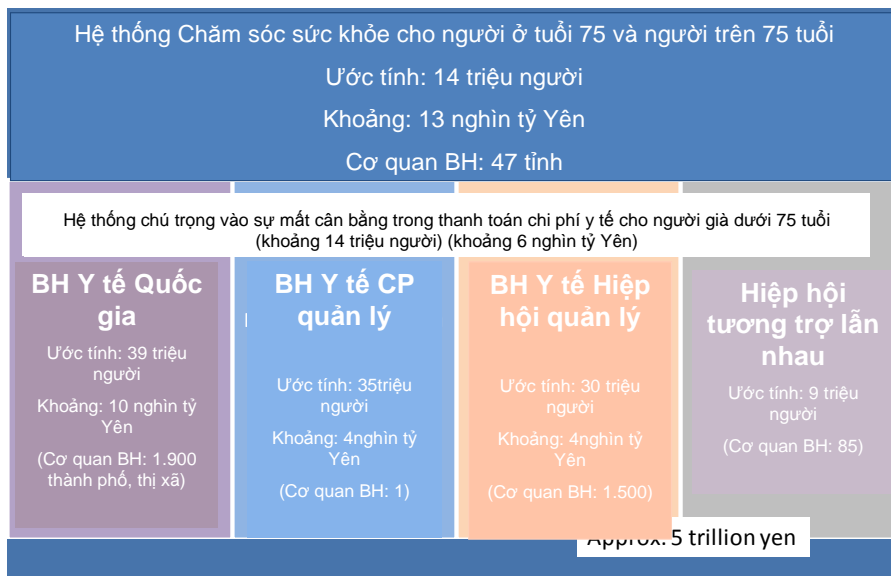 Hệ thống Chăm sóc sức khỏe cho người ở tuổi 75 và người trên 75 tuổi
Ước tính: 14 triệu người
Khoảng: 13 nghìn tỷ Yên
Cơ quan BH: 47 tỉnh
Hệ thống chú trọng vào sự mất cân bằng trong thanh toán chi phí y tế cho người già dưới 75 tuổi
(khoảng 14 triệu người) (khoảng 6 nghìn tỷ Yên)
BH Y tế Quốc
gia
Ước tính: 39 triệu
người
Khoảng: 10 nghìn tỷ
Yên
(Cơ quan BH: 1.900
thành phố, thị xã)
BH Y tế CP
quản lý
Ước tính: 35triệu
người
Khoảng: 4nghìn tỷ
Yên
(Cơ quan BH: 1)
BH Y tế Hiệp
hội quản lý
Ước tính: 30 triệu
người
Khoảng: 4nghìn tỷ
Yên
(Cơ quan BH: 1.500)
Hiệp hội
tương trợ lẫn
nhau
Ước tính: 9 triệu
người
(Cơ quan BH: 85)
Approx. 5 trillion yen